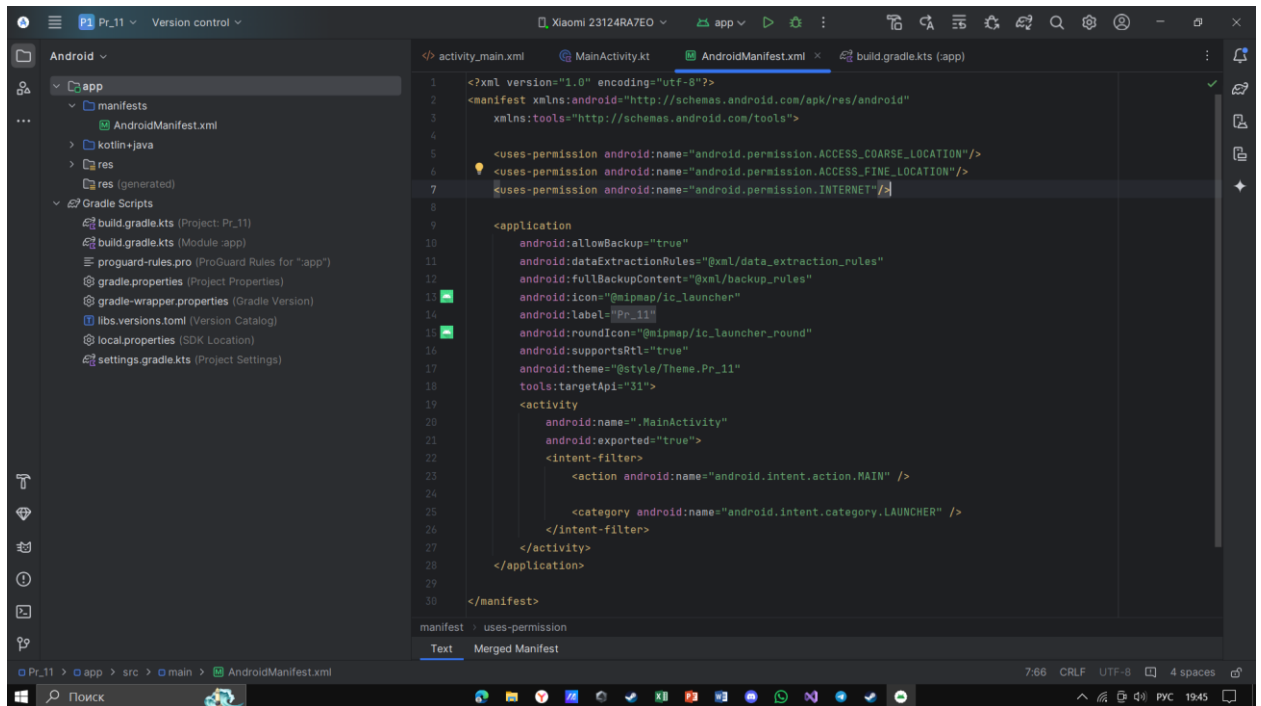 P1 Pr_11 Version control Xiaomi 23124RA7EO app
Android
activity_main.xml MainActivity.kt AndroidManifest.xml build.gradle.kts (:app)
app
manifests
AndroidManifest.xml
kotlin+java
res
res (generated)
Gradle Scripts
build.gradle.kts (Project: Pr_11)
build.gradle.kts (Module :app)
proguard-rules.pro (ProGuard Rules for ":app")
gradle.properties (Project Properties)
gradle-wrapper.properties (Gradle Version)
libs.versions.toml (Version Catalog)
local.properties (SDK Location)
settings.gradle.kts (Project Settings)
1 <?xml version="1.0" encoding="utf-8"?>
2 <manifest xmlns:android="http://schemas.android.com/apk/res/android"
3 xmlns:tools="http://schemas.android.com/tools">
4
5 <uses-permission android:name="android.permission.ACCESS_COARSE_LOCATION"/>
6 <uses-permission android:name="android.permission.ACCESS_FINE_LOCATION"/>
7 <uses-permission android:name="android.permission.INTERNET"/>
8
9 <application
10 android:allowBackup="true"
11 android:dataExtractionRules="@xml/data_extraction_rules"
12 android:fullBackupContent="@xml/backup_rules"
13 android:icon="@mipmap/ic_launcher"
14 android:label="Pr_11"
15 android:roundIcon="@mipmap/ic_launcher_round"
16 android:supportsRtl="true"
17 android:theme="@style/Theme.Pr_11"
18 tools:targetApi="31">
19 <activity
20 android:name=".MainActivity"
21 android:exported="true">
22 <intent-filter>
23 <action android:name="android.intent.action.MAIN" />
24
25 <category android:name="android.intent.category.LAUNCHER" />
26 </intent-filter>
27 </activity>
28 </application>
29
30 </manifest>
manifest > uses-permission
Text Merged Manifest
Pr_11 > app > src > main > AndroidManifest.xml 7:66 CRLF UTF-8 4 spaces
Поиск РУС 19:45